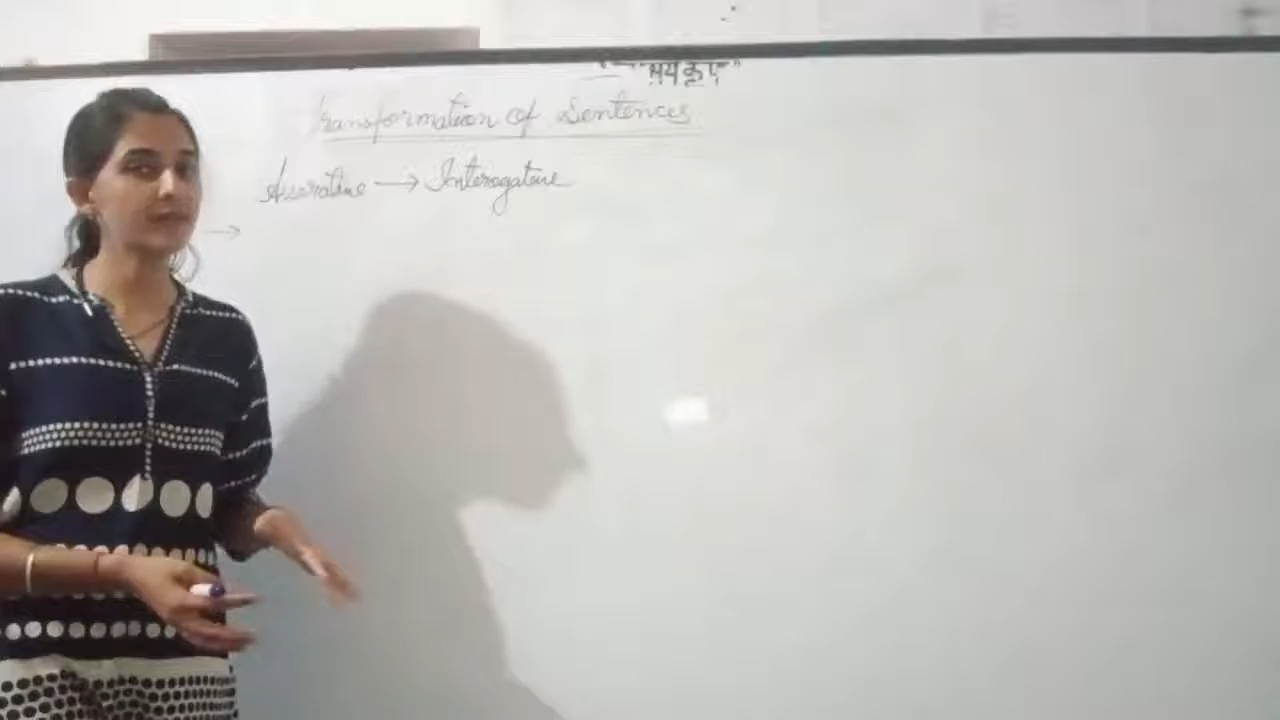 Transformation of Sentences
Assertive → Interrogative
→